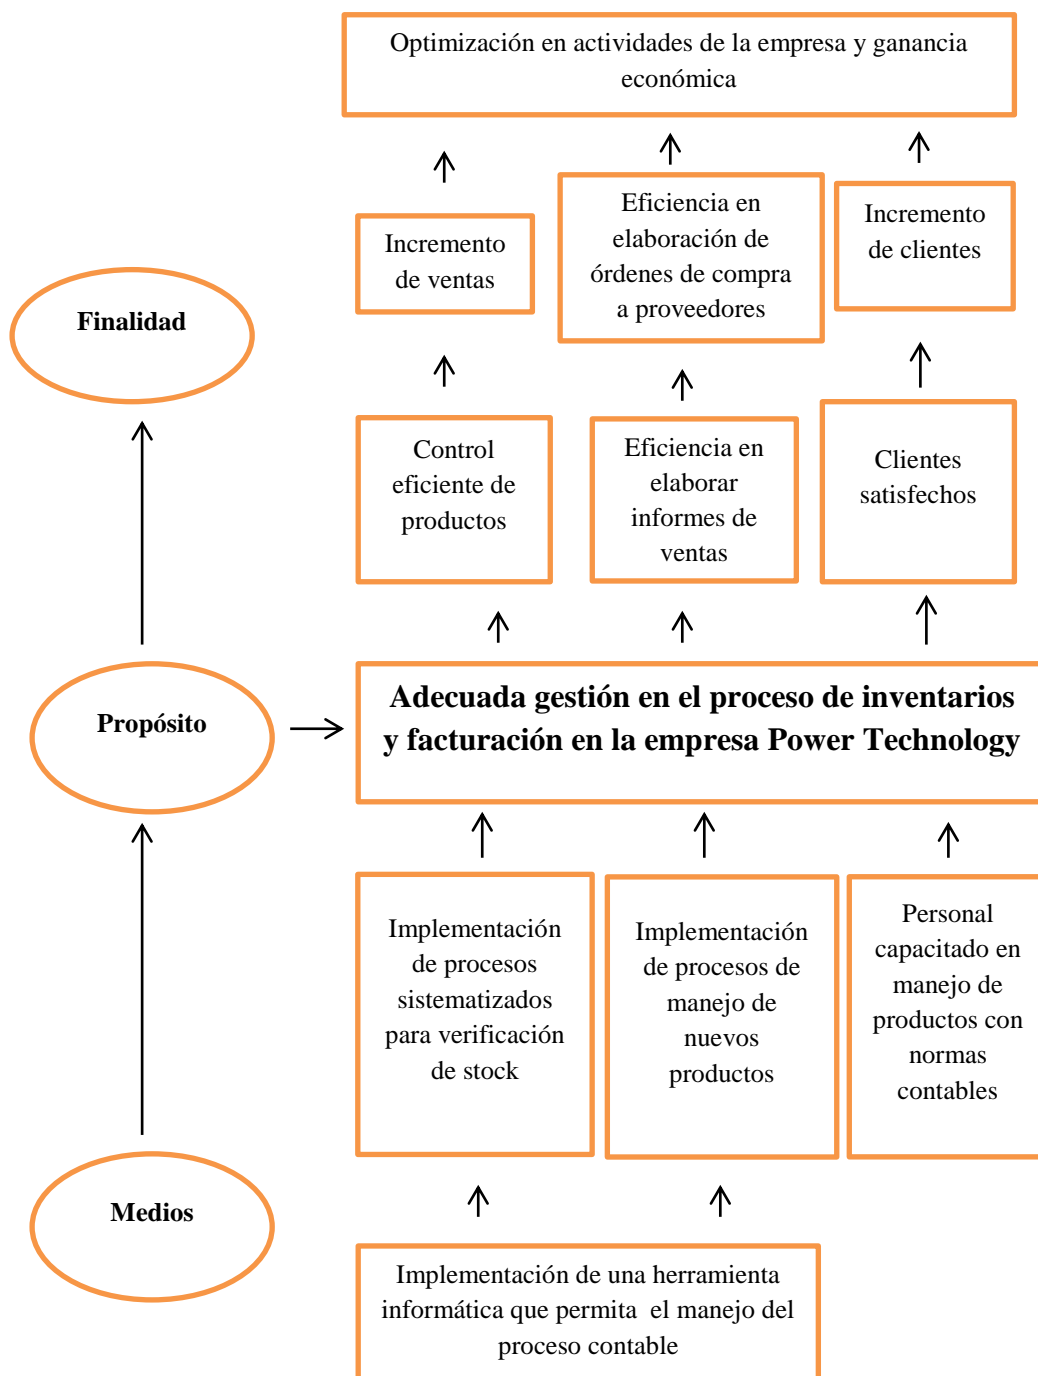 Optimización en actividades de la empresa y ganancia
económica
Incremento
de ventas
Eficiencia en
elaboración de
órdenes de compra
a proveedores
Incremento
de clientes
Finalidad
Control
eficiente de
productos
Eficiencia en
elaborar
informes de
ventas
Clientes
satisfechos
Propósito
Adecuada gestión en el proceso de inventarios
y facturación en la empresa Power Technology
Implementación
de procesos
sistematizados
para verificación
de stock
Implementación
de procesos de
manejo de
nuevos
productos
Personal
capacitado en
manejo de
productos con
normas
contables
Medios
Implementación de una herramienta
informática que permita el manejo del
proceso contable